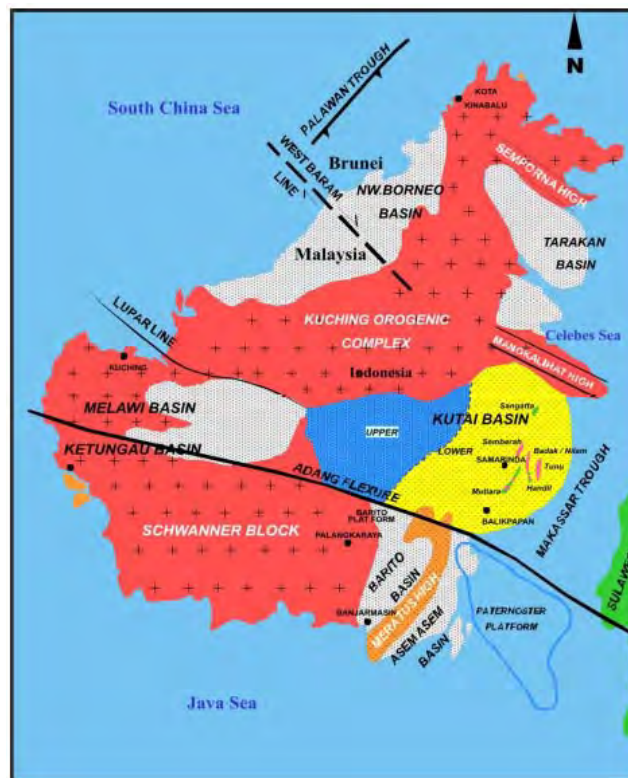 N
South China Sea
PALAWAN TROUGH
KOTA
KINABALU
WEST BARAM
LINE
Brunei
NW.BORNEO
BASIN
SEMPORNA HIGH
Malaysia
TARAKAN
BASIN
LUPAR LINE
KUCHING OROGENIC
COMPLEX
Celebes Sea
MANGKALIHAT HIGH
KUCHING
Indonesia
MELAWI BASIN
Sangatta
KUTAI BASIN
UPPER
KETUNGAU BASIN
LOWER
Semberah
Badak / Nilam
SAMARINDA
Tunu
ADANG FLEXURE
Mutiara
Handil
MAKASSAR TROUGH
BALIKPAPAN
BARITO
PLATFORM
SCHWANNER BLOCK
PALANGKARAYA
BARITO
BASIN
MERATUS HIGH
ASEM ASEM
BASIN
PATERNOSTER
PLATFORM
BANJARMASIN
SULAWE
Java Sea